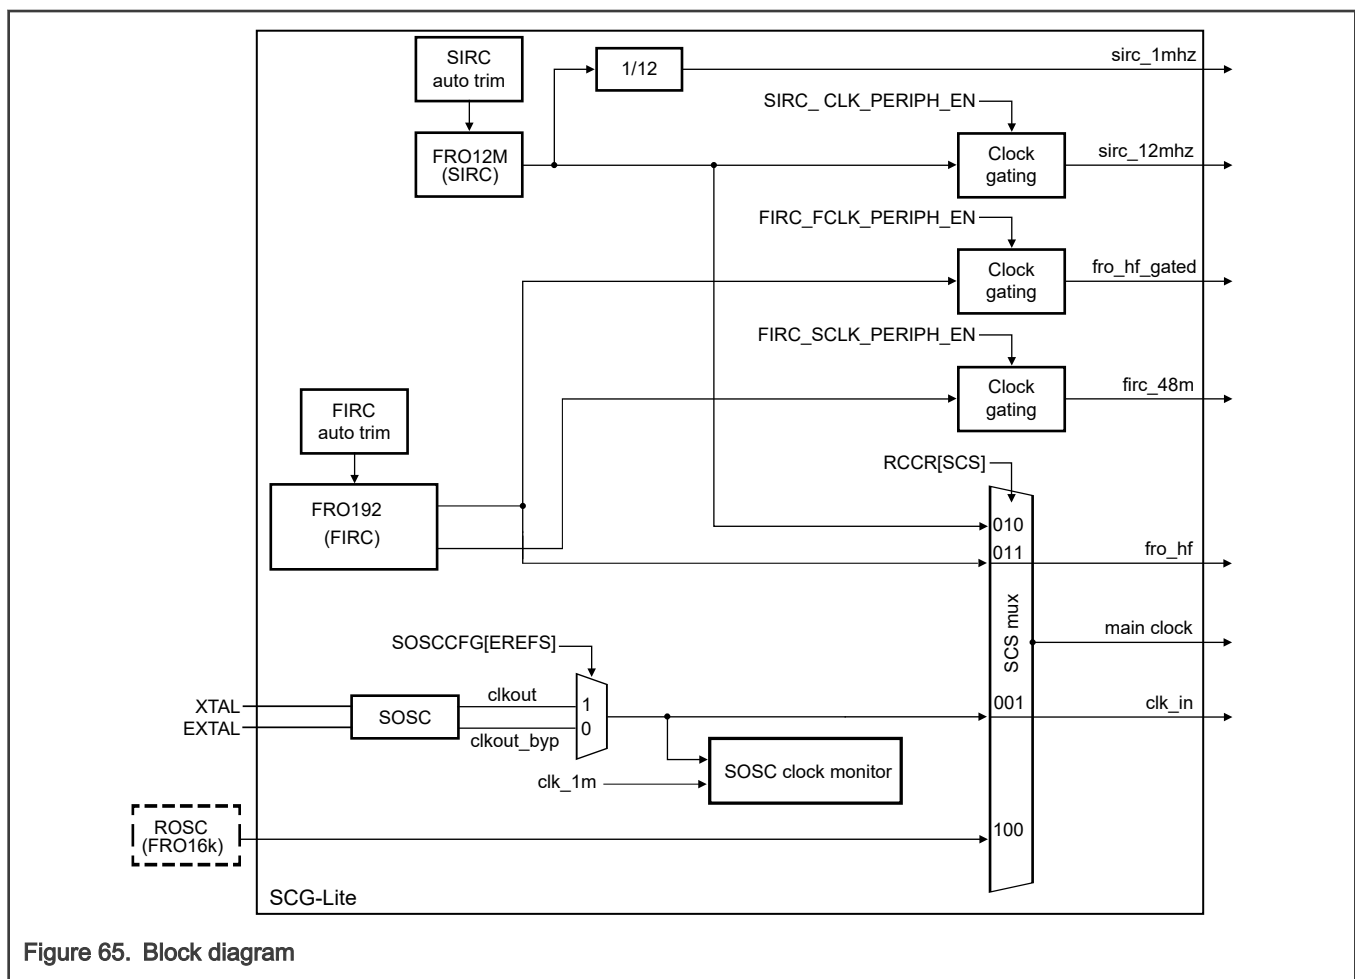 SIRC
auto trim
1/12
sirc_1mhz
SIRC_ CLK_PERIPH_EN
FRO12M
(SIRC)
Clock
gating
sirc_12mhz
FIRC_FCLK_PERIPH_EN
Clock
gating
fro_hf_gated
FIRC_SCLK_PERIPH_EN
Clock
gating
firc_48m
FIRC
auto trim
RCCR[SCS]
FRO192
(FIRC)
010
011
fro_hf
SCS mux
main clock
SOSCCFG[EREFS]
XTAL
EXTAL
SOSC
clkout
clkout_byp
1
0
001
clk_in
SOSC clock monitor
clk_1m
ROSC
(FRO16k)
100
SCG-Lite
Figure 65. Block diagram